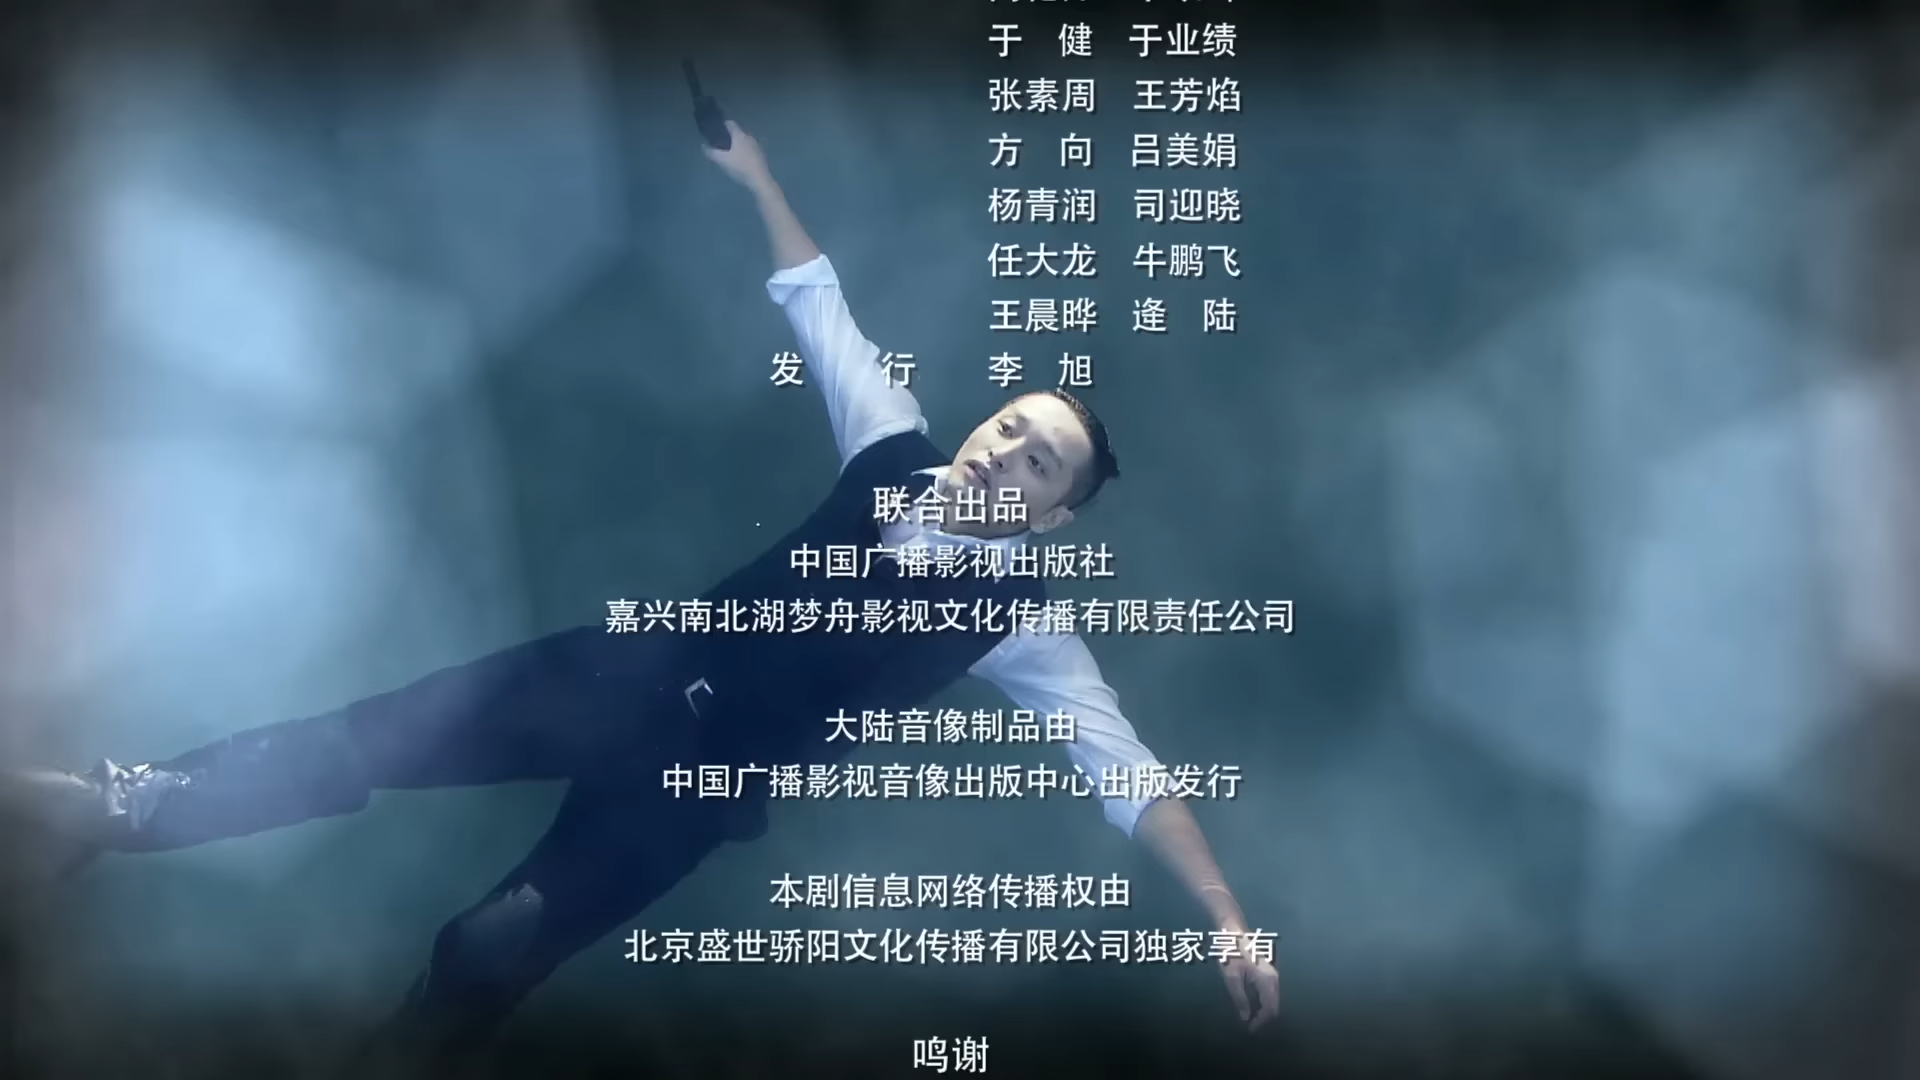 于　健　于业绩
张素周　王芳焰
方　向　吕美娟
杨青润　司迎晓
任大龙　牛鹏飞
王晨晔　逄　陆
发　行　李　旭
联合出品
中国广播影视出版社
嘉兴南北湖梦舟影视文化传播有限责任公司
大陆音像制品由
中国广播影视音像出版中心出版发行
本剧信息网络传播权由
北京盛世骄阳文化传播有限公司独家享有
鸣谢